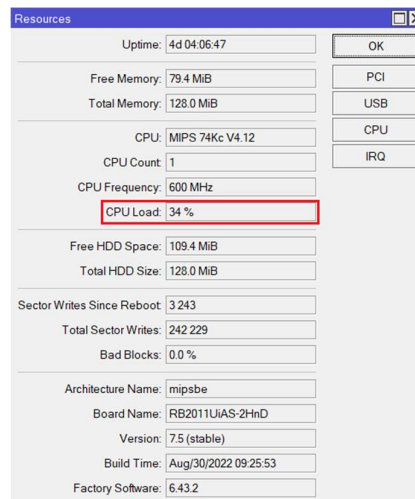 Resources
Uptime: 4d 04:06:47
OK
Free Memory: 79.4 MiB
PCI
Total Memory: 128.0 MiB
USB
CPU: MIPS 74Kc V4.12
CPU
CPU Count: 1
IRQ
CPU Frequency: 600 MHz
CPU Load: 34 %
Free HDD Space: 109.4 MiB
Total HDD Size: 128.0 MiB
Sector Writes Since Reboot: 3 243
Total Sector Writes: 242 229
Bad Blocks: 0.0 %
Architecture Name: mipsbe
Board Name: RB2011UiAS-2HnD
Version: 7.5 (stable)
Build Time: Aug/30/2022 09:25:53
Factory Software: 6.43.2